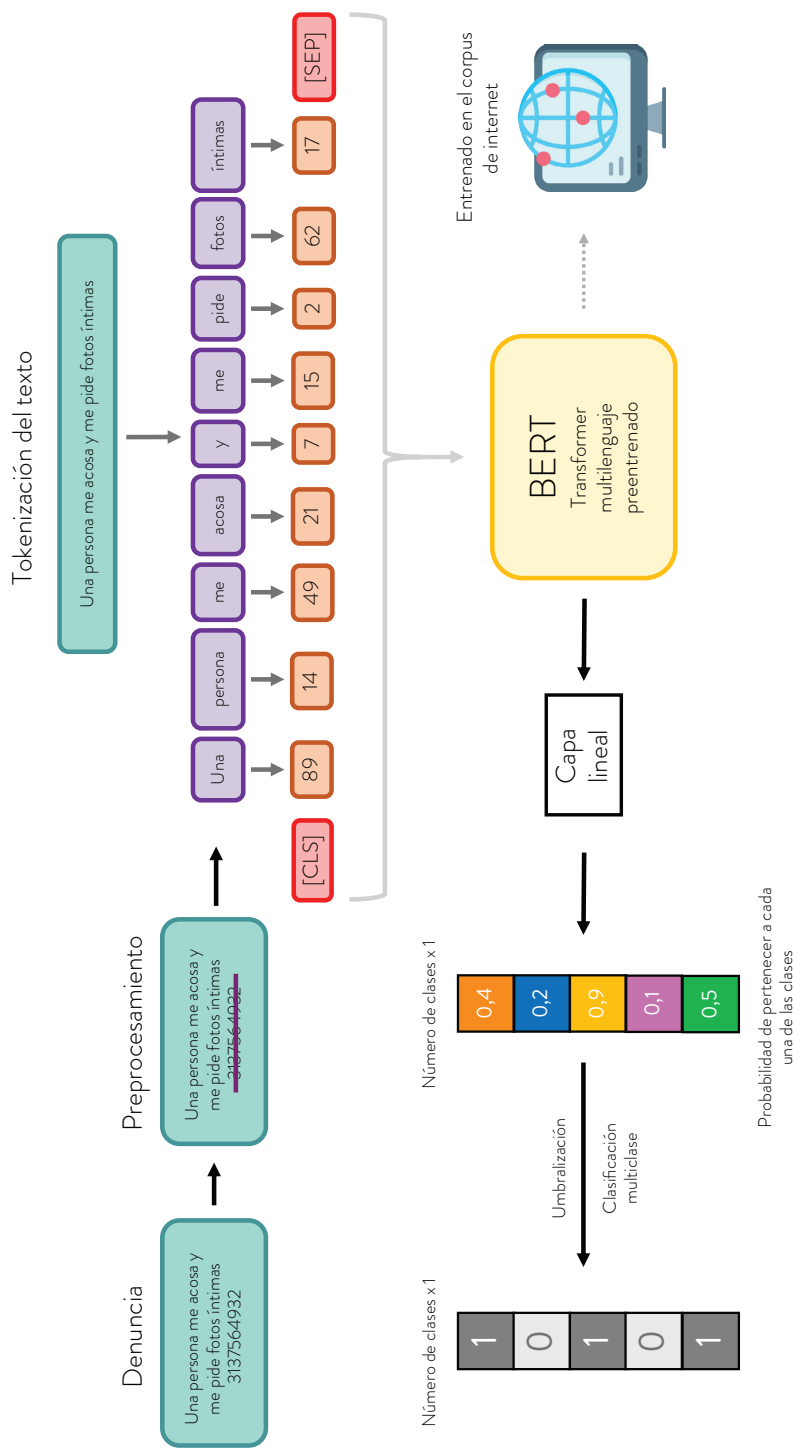 Denuncia
Una persona me acosa y
me pide fotos íntimas
3137564932
Preprocesamiento
Una persona me acosa y
me pide fotos íntimas
3137564932
Tokenización del texto
Una persona me acosa y me pide fotos íntimas
Una persona me acosa y me pide fotos íntimas
[CLS] 89 14 49 21 7 15 2 62 17 [SEP]
Entrenado en el corpus
de internet
BERT
Transformer
multilenguaje
preentrenado
Capa
lineal
Número de clases x 1
0,4
0,2
0,9
0,1
0,5
Probabilidad de pertenecer a cada
una de las clases
Umbralización
Clasificación
multiclase
Número de clases x 1
1
0
1
0
1